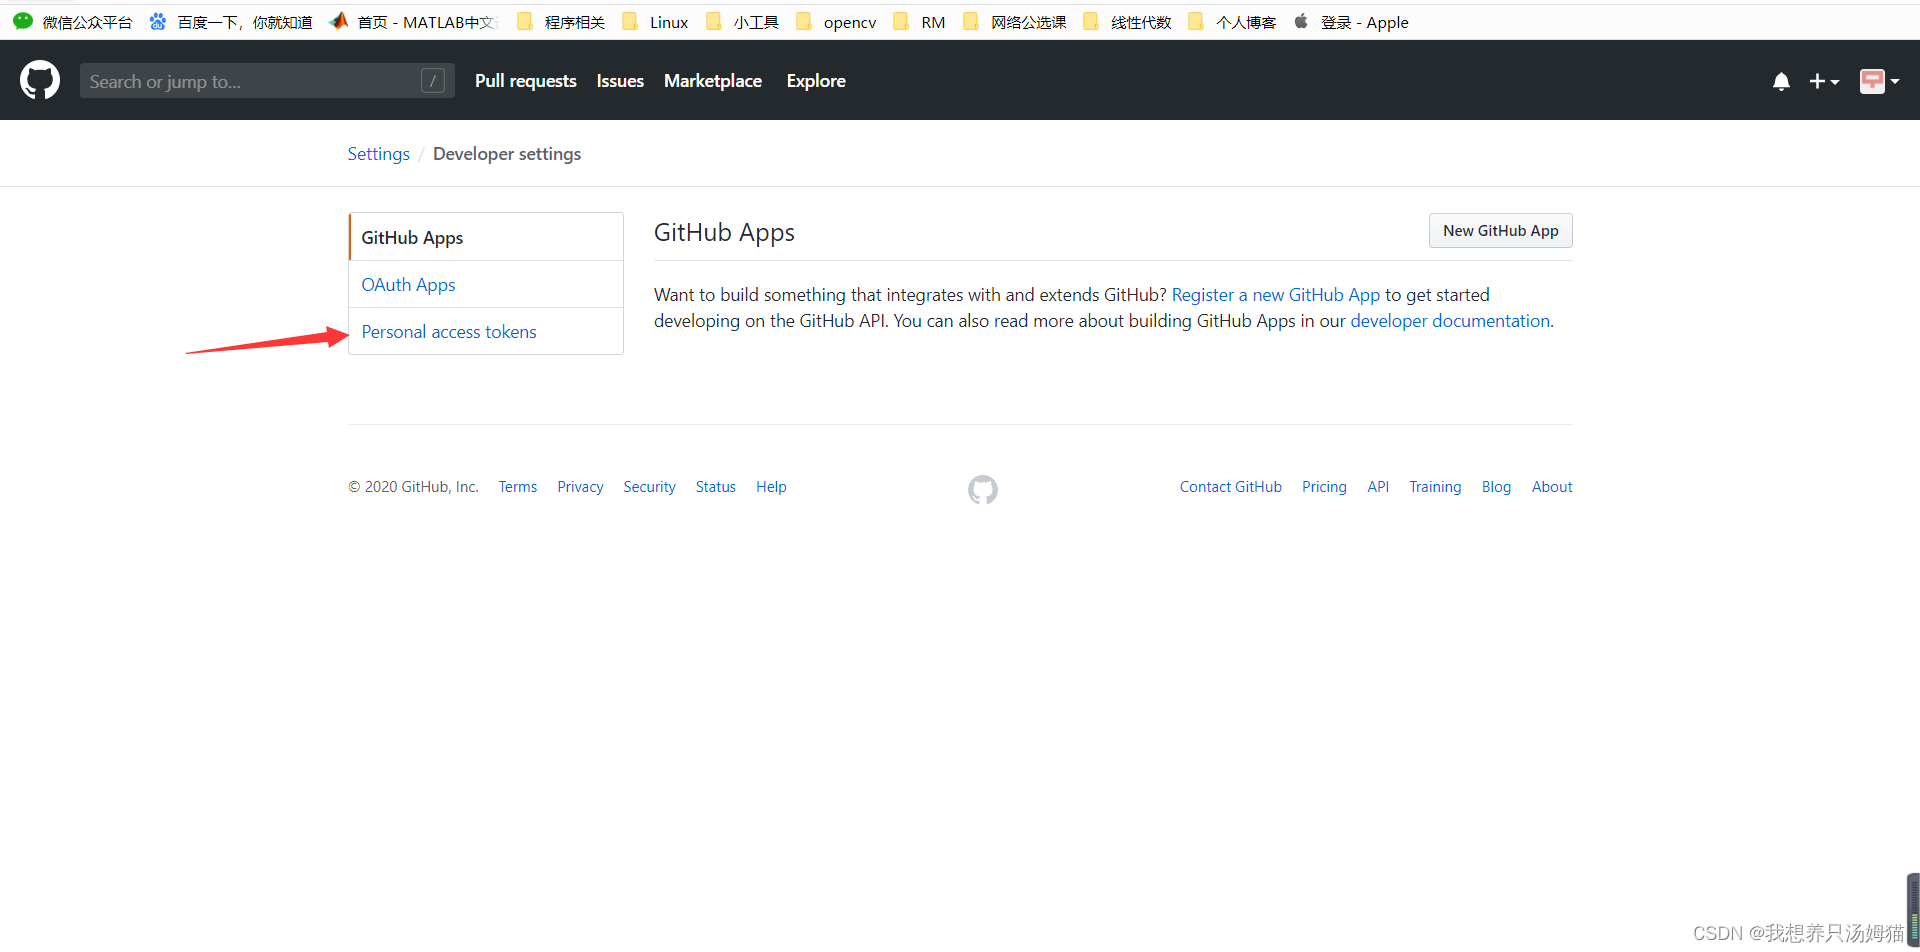 微信公众平台 百度一下，你就知道 首页 - MATLAB中文 程序相关 Linux 小工具 opencv RM 网络公选课 线性代数 个人博客 登录 - Apple
Search or jump to... / Pull requests Issues Marketplace Explore
Settings / Developer settings
GitHub Apps
OAuth Apps
Personal access tokens
GitHub Apps
New GitHub App
Want to build something that integrates with and extends GitHub? Register a new GitHub App to get started
developing on the GitHub API. You can also read more about building GitHub Apps in our developer documentation.
© 2020 GitHub, Inc. Terms Privacy Security Status Help Contact GitHub Pricing API Training Blog About
CSDN @我想养只汤姆猫